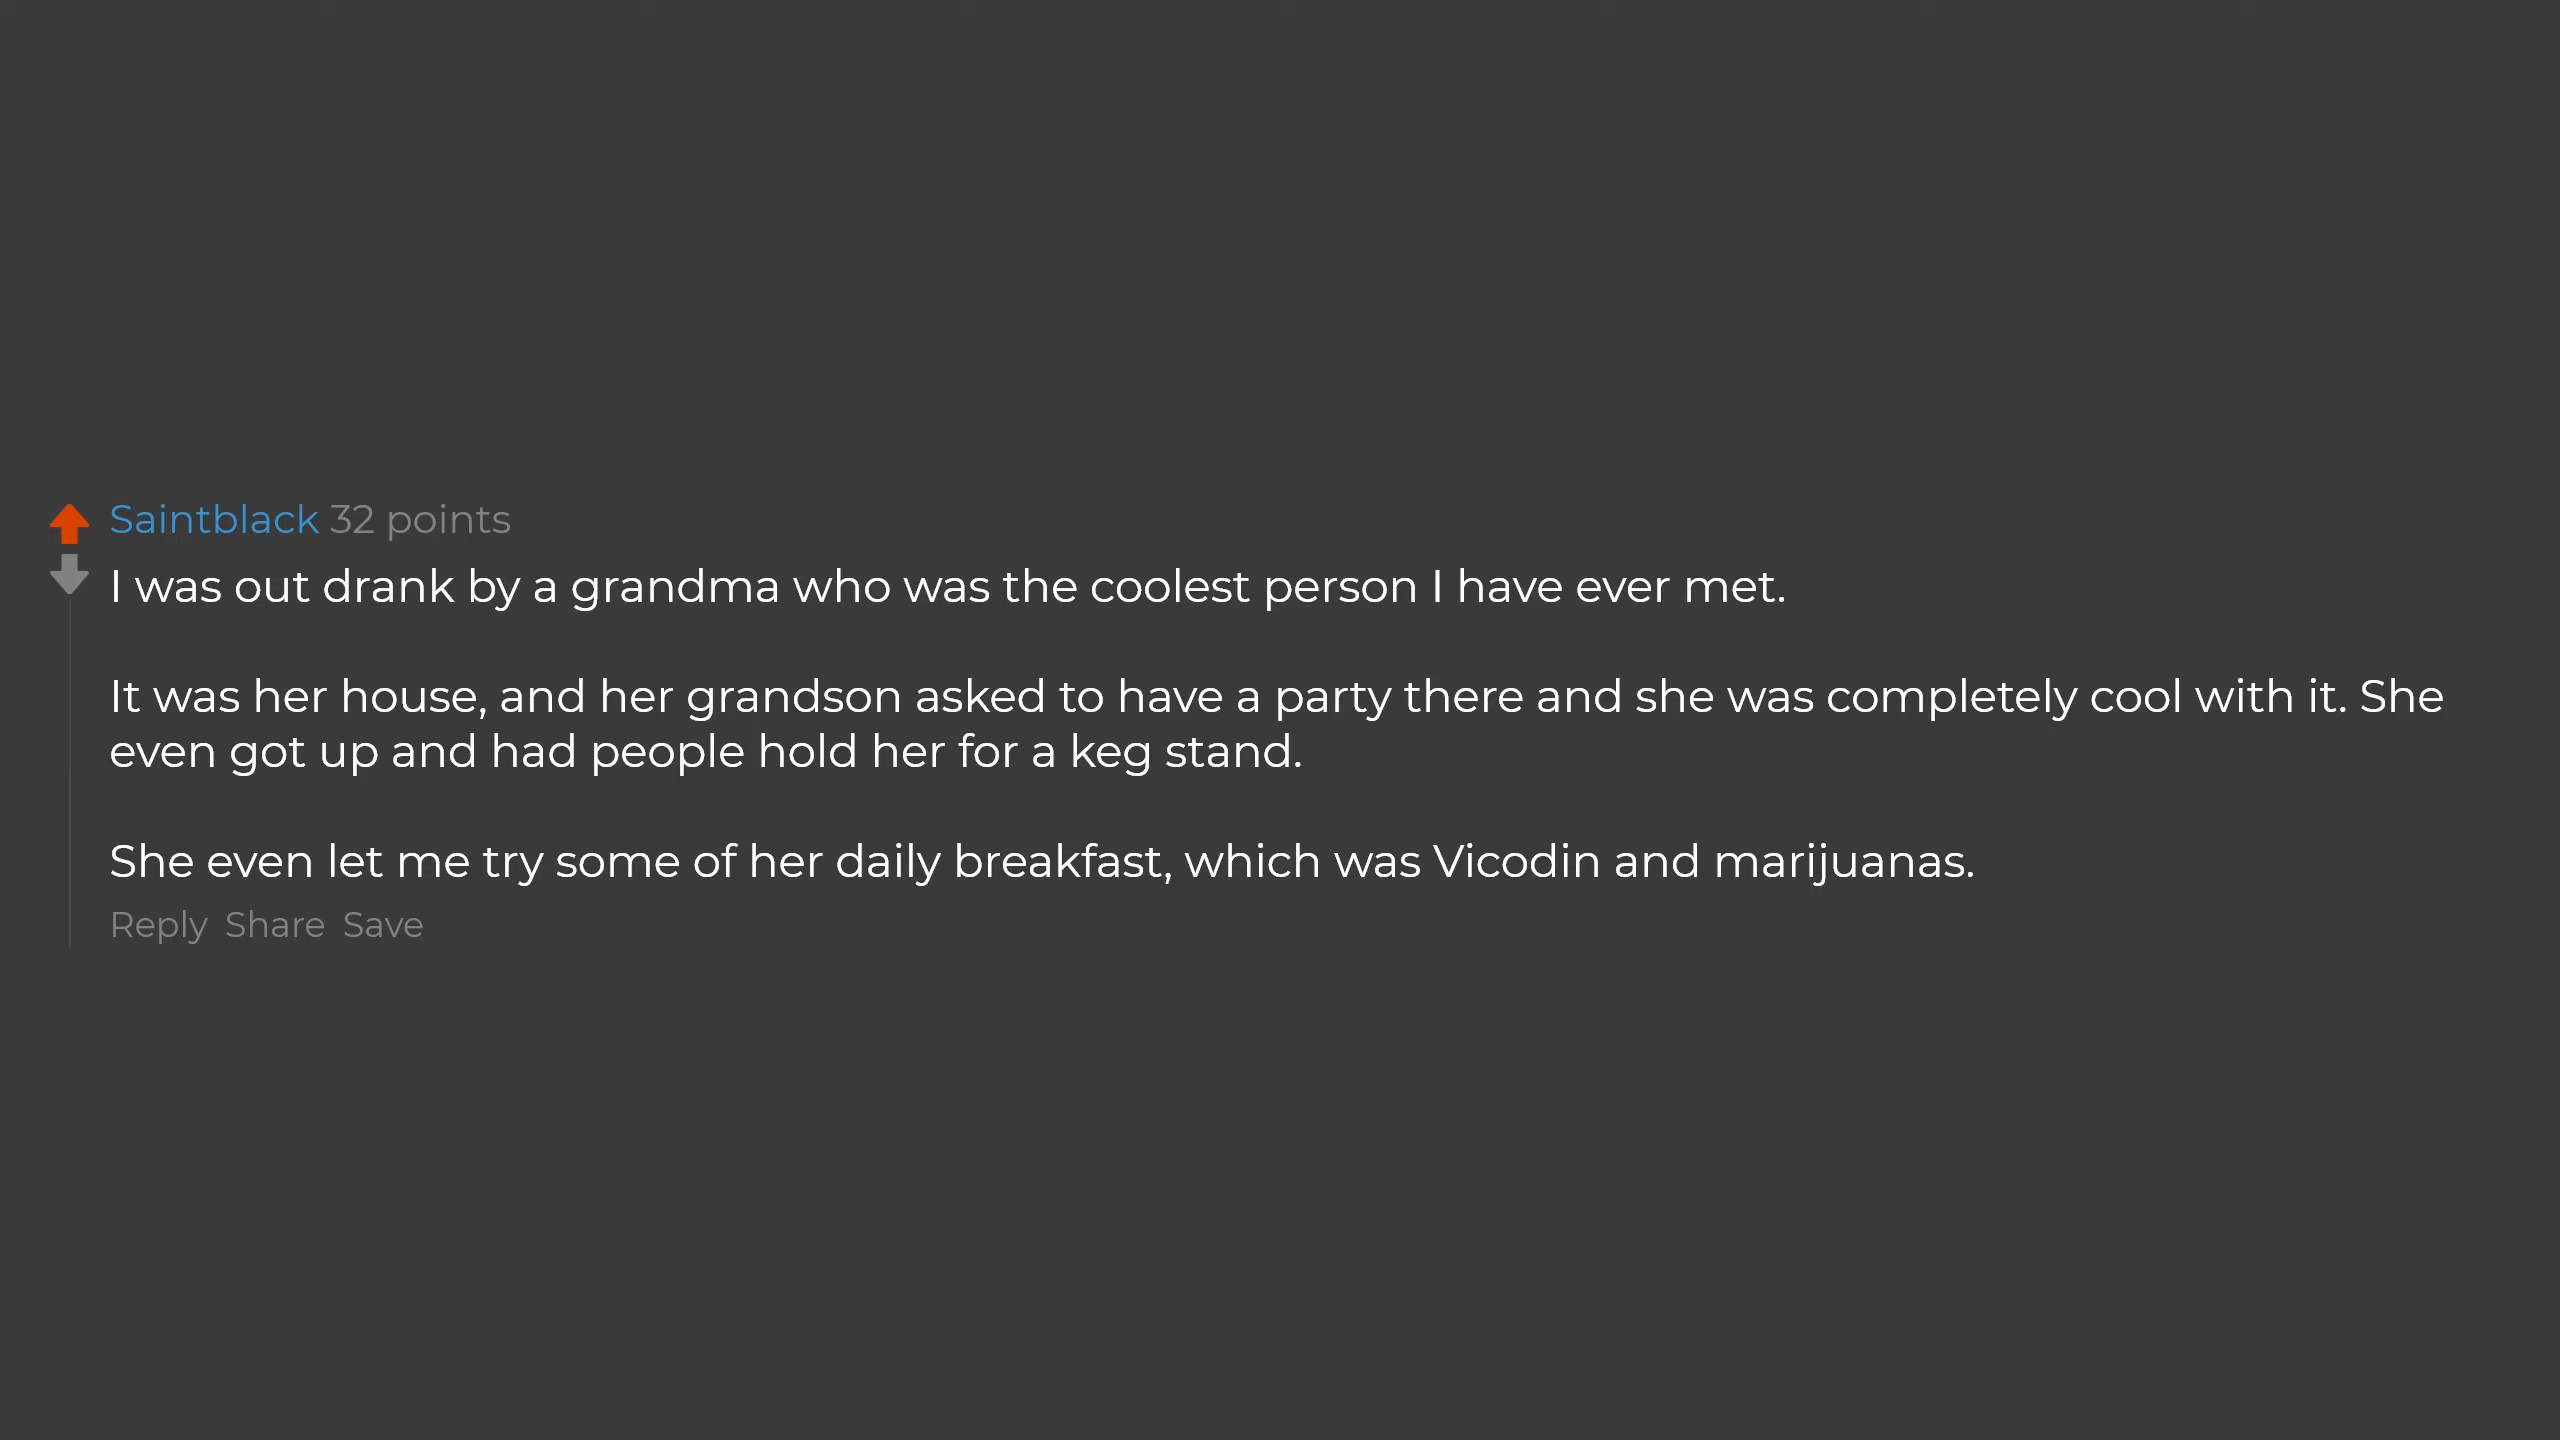 Saintblack 32 points
I was out drank by a grandma who was the coolest person I have ever met.
It was her house, and her grandson asked to have a party there and she was completely cool with it. She
even got up and had people hold her for a keg stand.
She even let me try some of her daily breakfast, which was Vicodin and marijuanas.
Reply Share Save